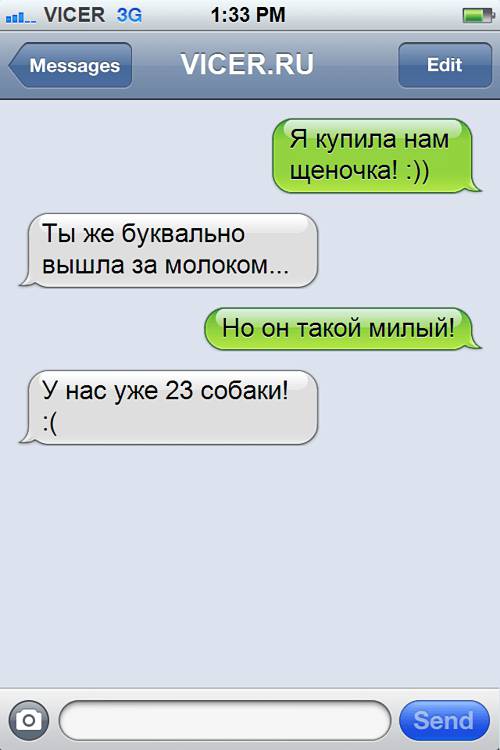 VICER 3G 1:33 PM
Messages VICER.RU Edit
Я купила нам
щеночка! :))
Ты же буквально
вышла за молоком...
Но он такой милый!
У нас уже 23 собаки!
:(
Send